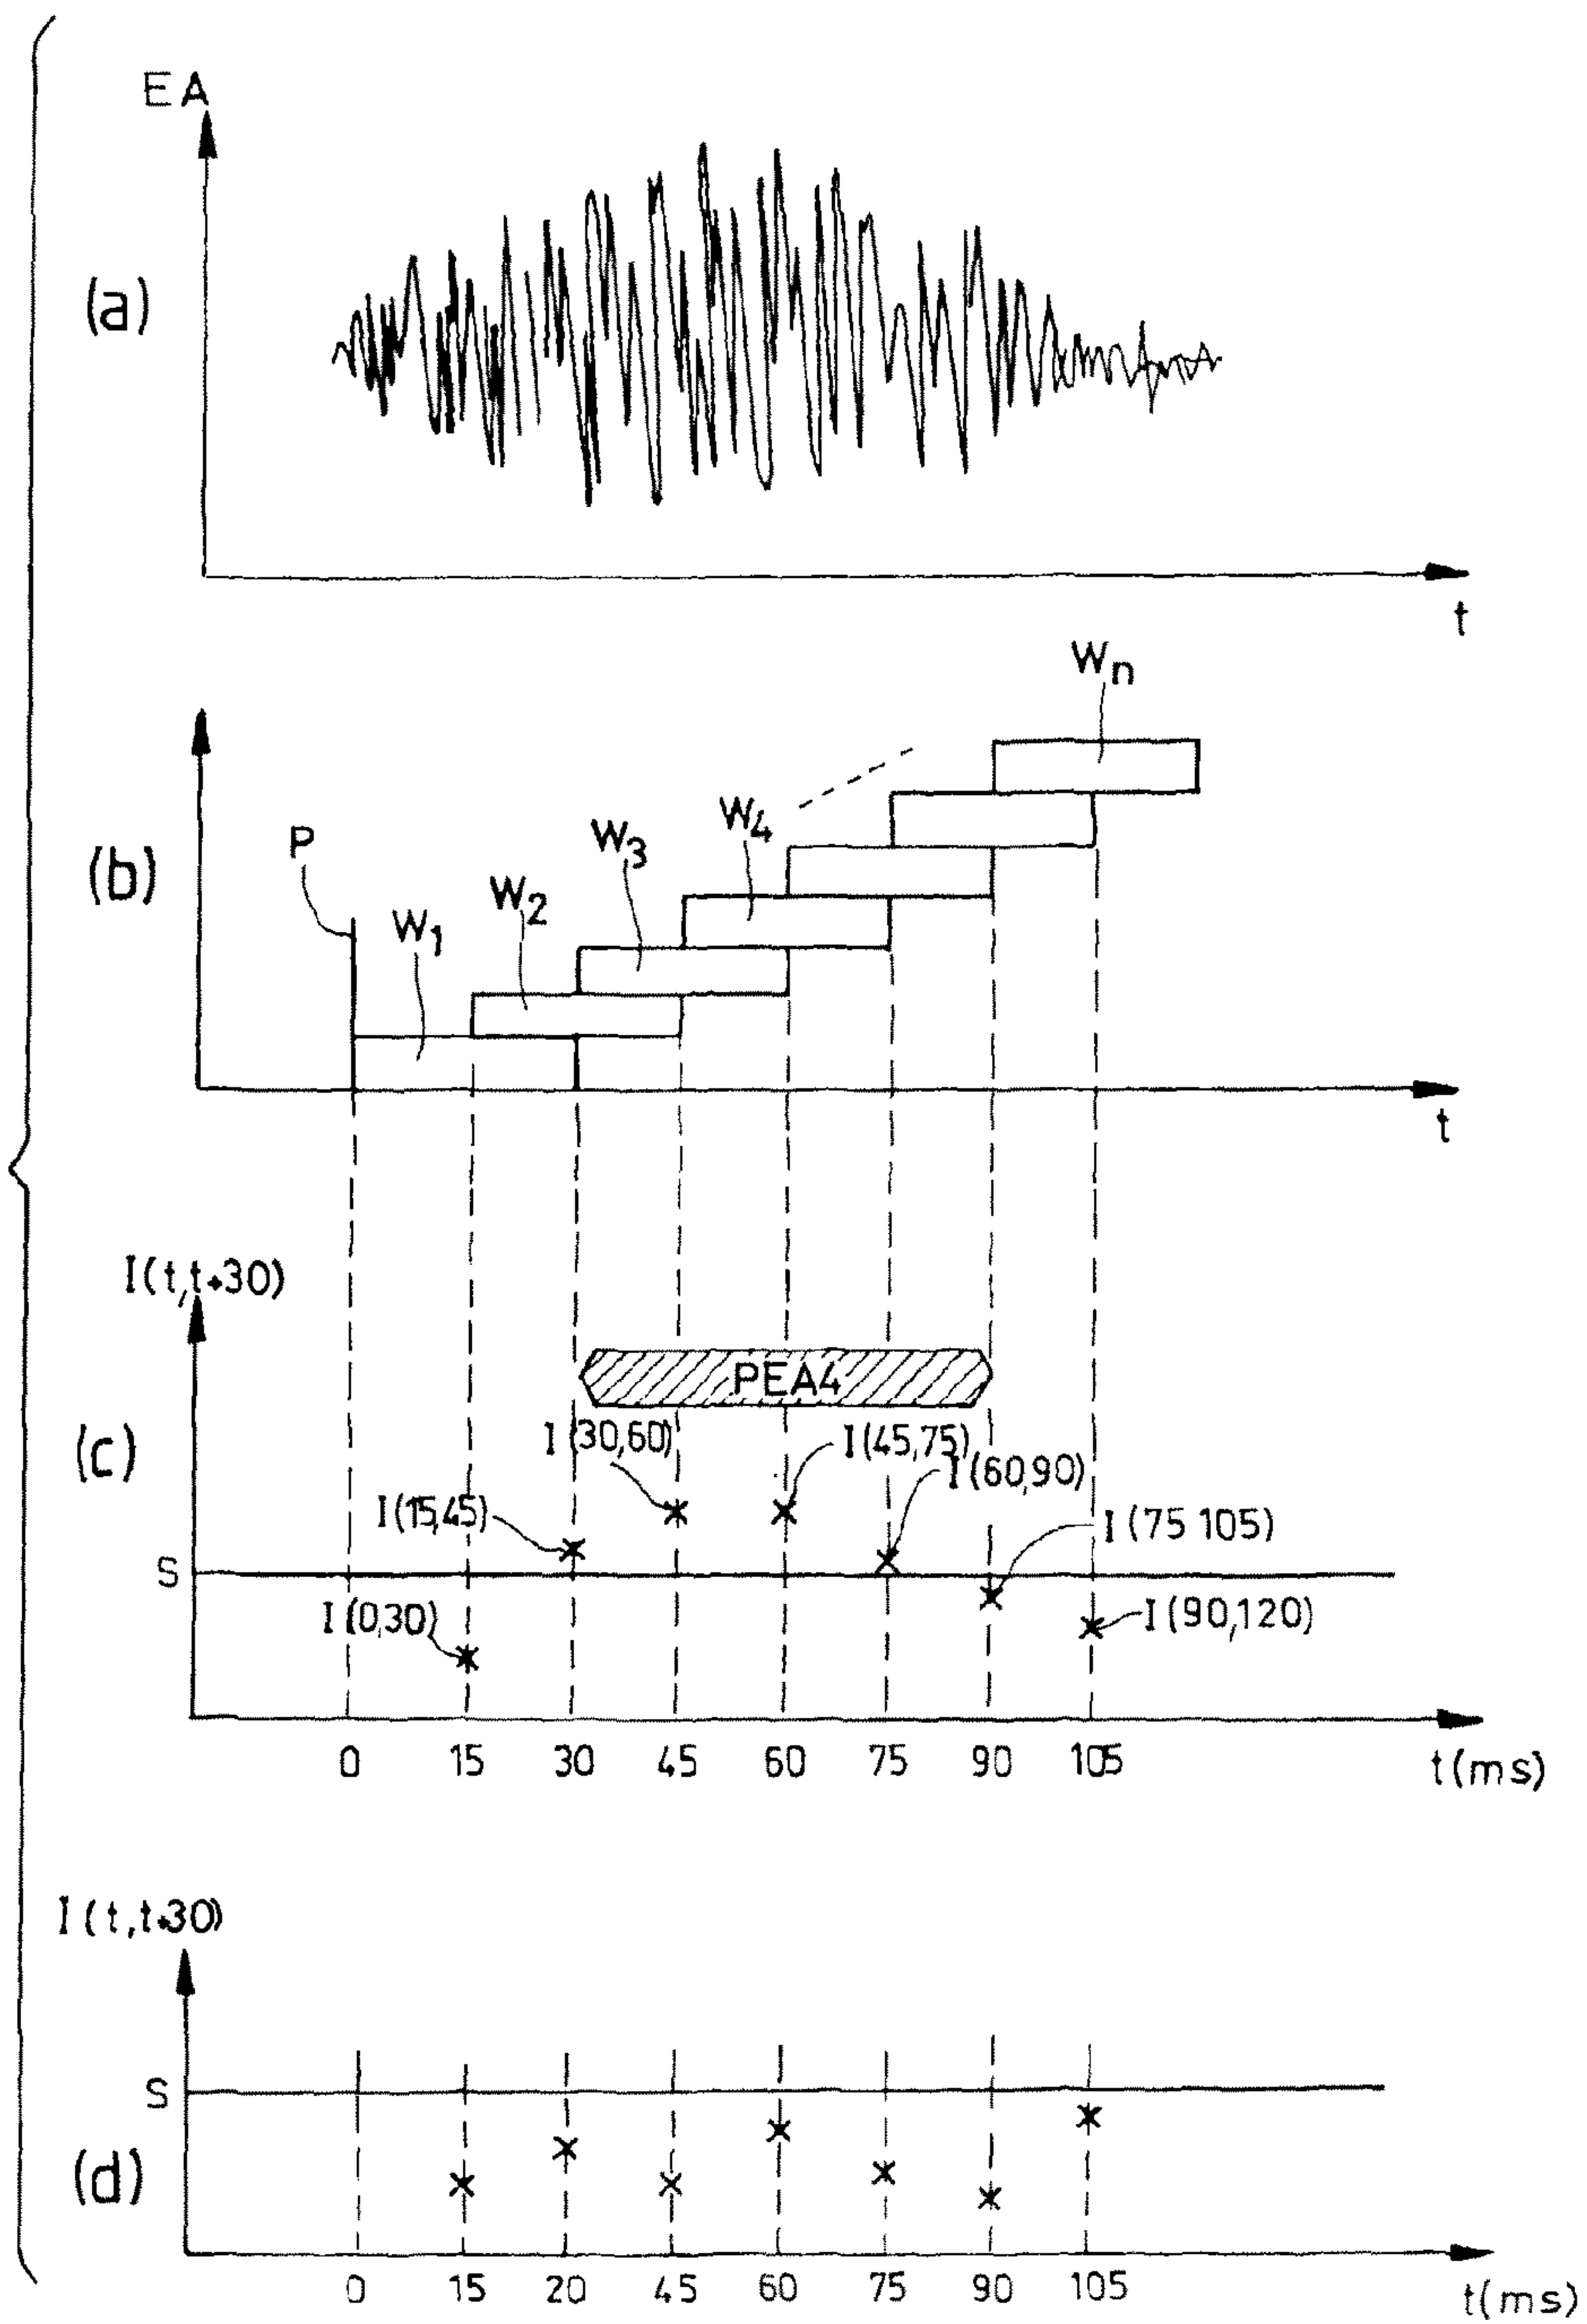 EA
(a)
t
Wn
W4
W3
P
(b)
W2
W1
t
I(t,t+30)
PEA4
(c)
I(30,60)
I(45,75)
I(60,90)
I(15,45)
I(75 105)
S
I(0,30)
I(90,120)
0 15 30 45 60 75 90 105
t(ms)
I(t,t+30)
S
(d)
0 15 20 45 60 75 90 105
t(ms)